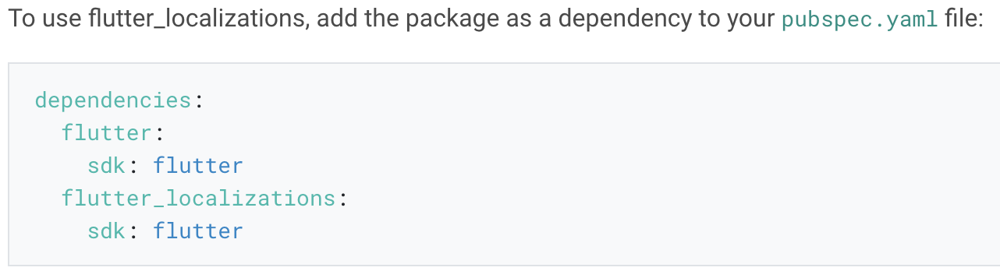 To use flutter_localizations, add the package as a dependency to your pubspec.yaml file:
dependencies:
  flutter:
    sdk: flutter
  flutter_localizations:
    sdk: flutter